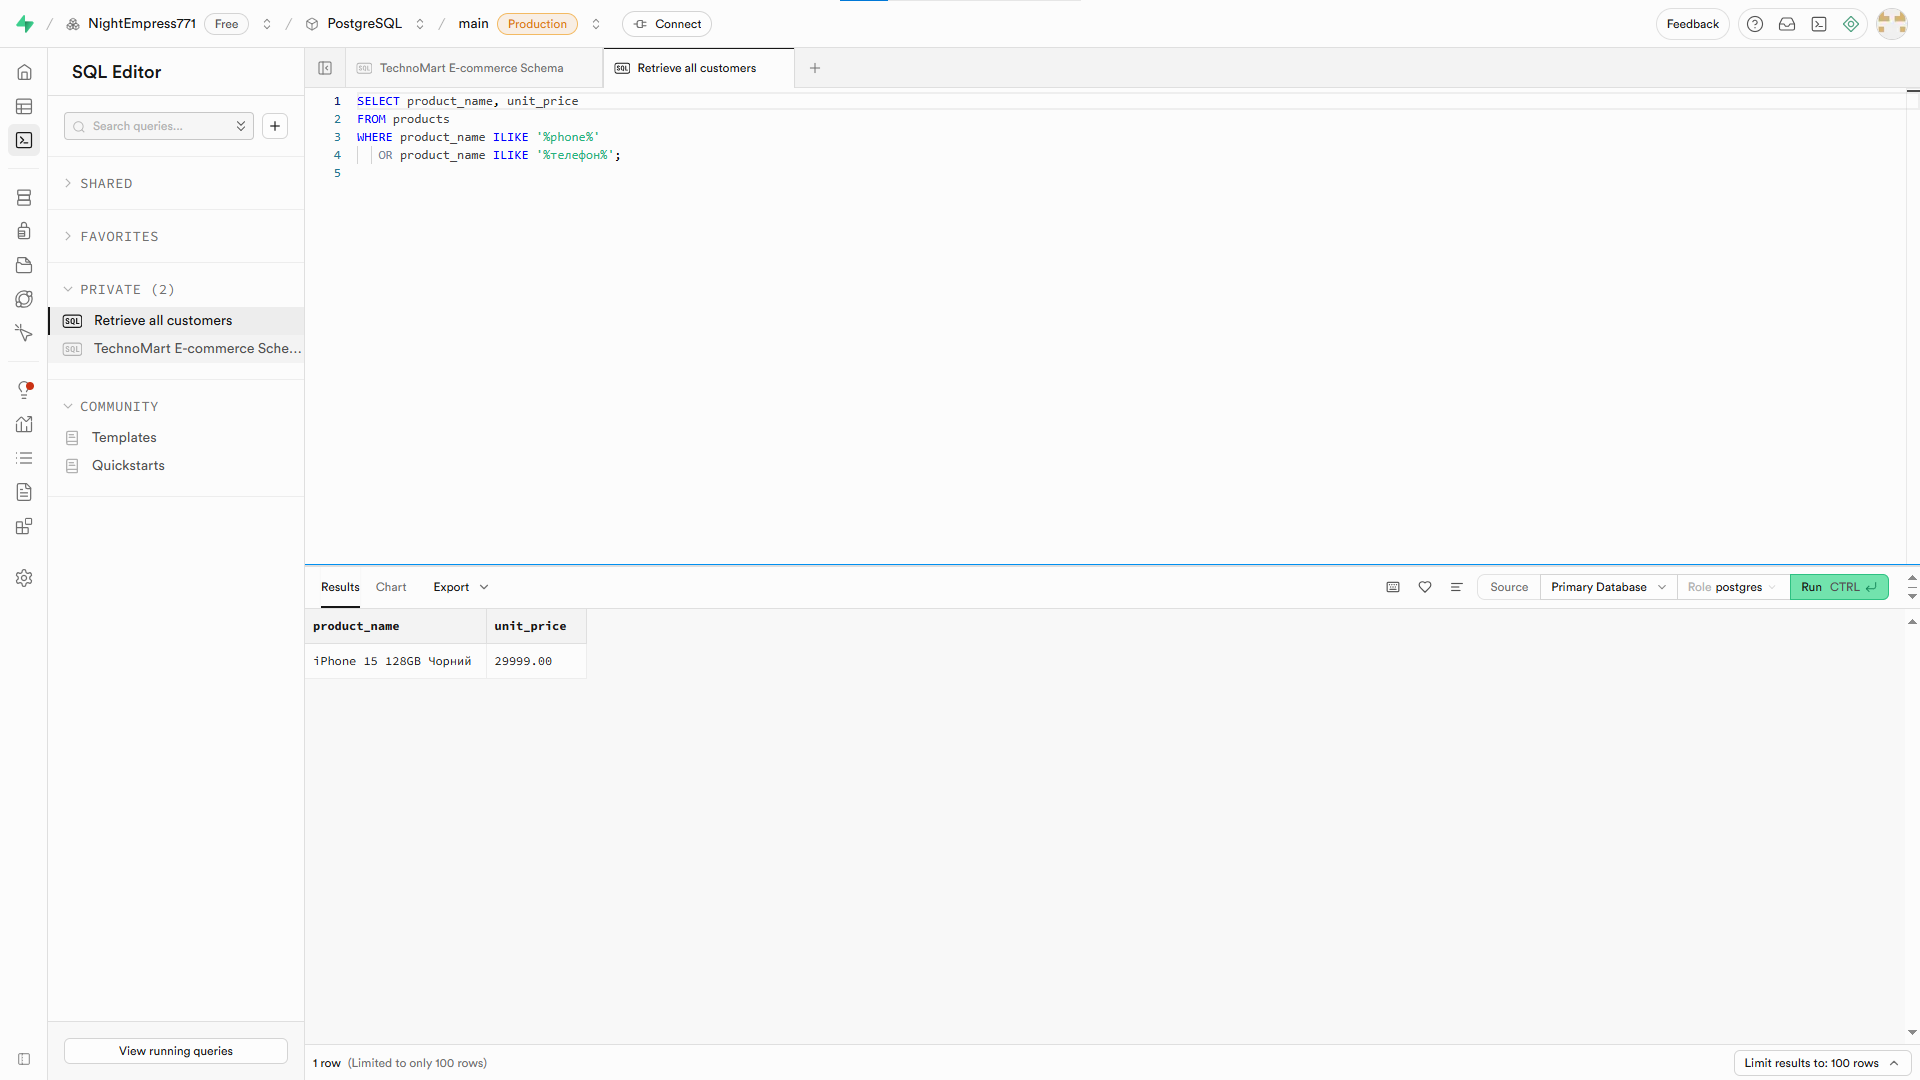 NightEmpress771 Free PostgreSQL main Production Connect Feedback
SQL Editor
TechnoMart E-commerce Schema
Retrieve all customers
Search queries...
SHARED
FAVORITES
PRIVATE (2)
SQL Retrieve all customers
SQL TechnoMart E-commerce Sche...
COMMUNITY
Templates
Quickstarts
View running queries
1 SELECT product_name, unit_price
2 FROM products
3 WHERE product_name ILIKE '%phone%'
4 OR product_name ILIKE '%телефон%';
5
Results Chart Export Source Primary Database Role postgres Run CTRL
product_name unit_price
iPhone 15 128GB Чорний 29999.00
1 row (Limited to only 100 rows) Limit results to: 100 rows